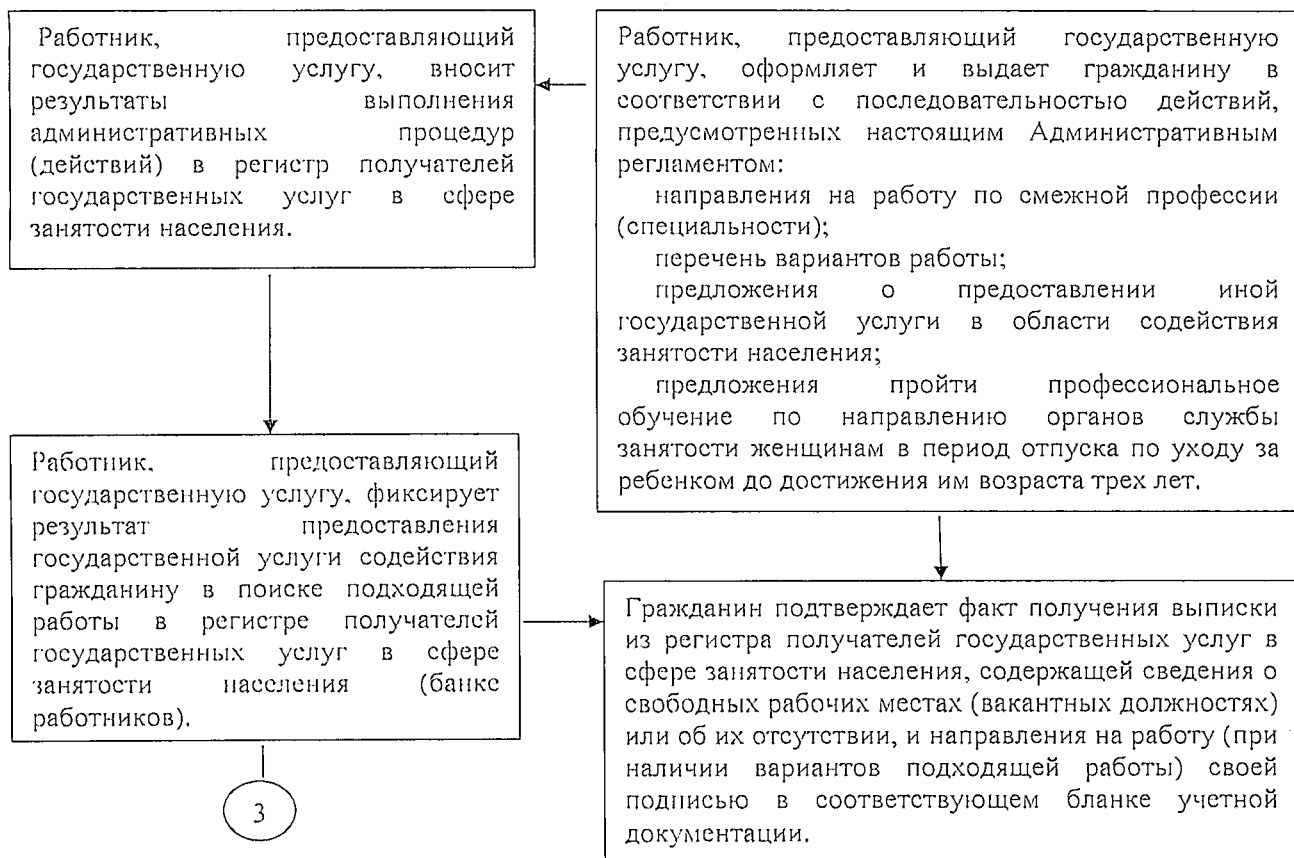 Работник, предоставляющий
государственную услугу, вносит
результаты выполнения
административных процедур
(действий) в регистр получателей
государственных услуг в сфере
занятости населения.
Работник, предоставляющий государственную
услугу, оформляет и выдает гражданину в
соответствии с последовательностью действий,
предусмотренных настоящим Административным
регламентом:
направления на работу по смежной профессии
(специальности);
перечень вариантов работы;
предложения о предоставлении иной
государственной услуги в области содействия
занятости населения;
предложения пройти профессиональное
обучение по направлению органов службы
занятости женщинам в период отпуска по уходу за
ребенком до достижения им возраста трех лет.
Работник, предоставляющий
государственную услугу, фиксирует
результат предоставления
государственной услуги содействия
гражданину в поиске подходящей
работы в регистре получателей
государственных услуг в сфере
занятости населения (банке
работников).
Гражданин подтверждает факт получения выписки
из регистра получателей государственных услуг в
сфере занятости населения, содержащей сведения о
свободных рабочих местах (вакантных должностях)
или об их отсутствии, и направления на работу (при
наличии вариантов подходящей работы) своей
подписью в соответствующем бланке учетной
документации.
3